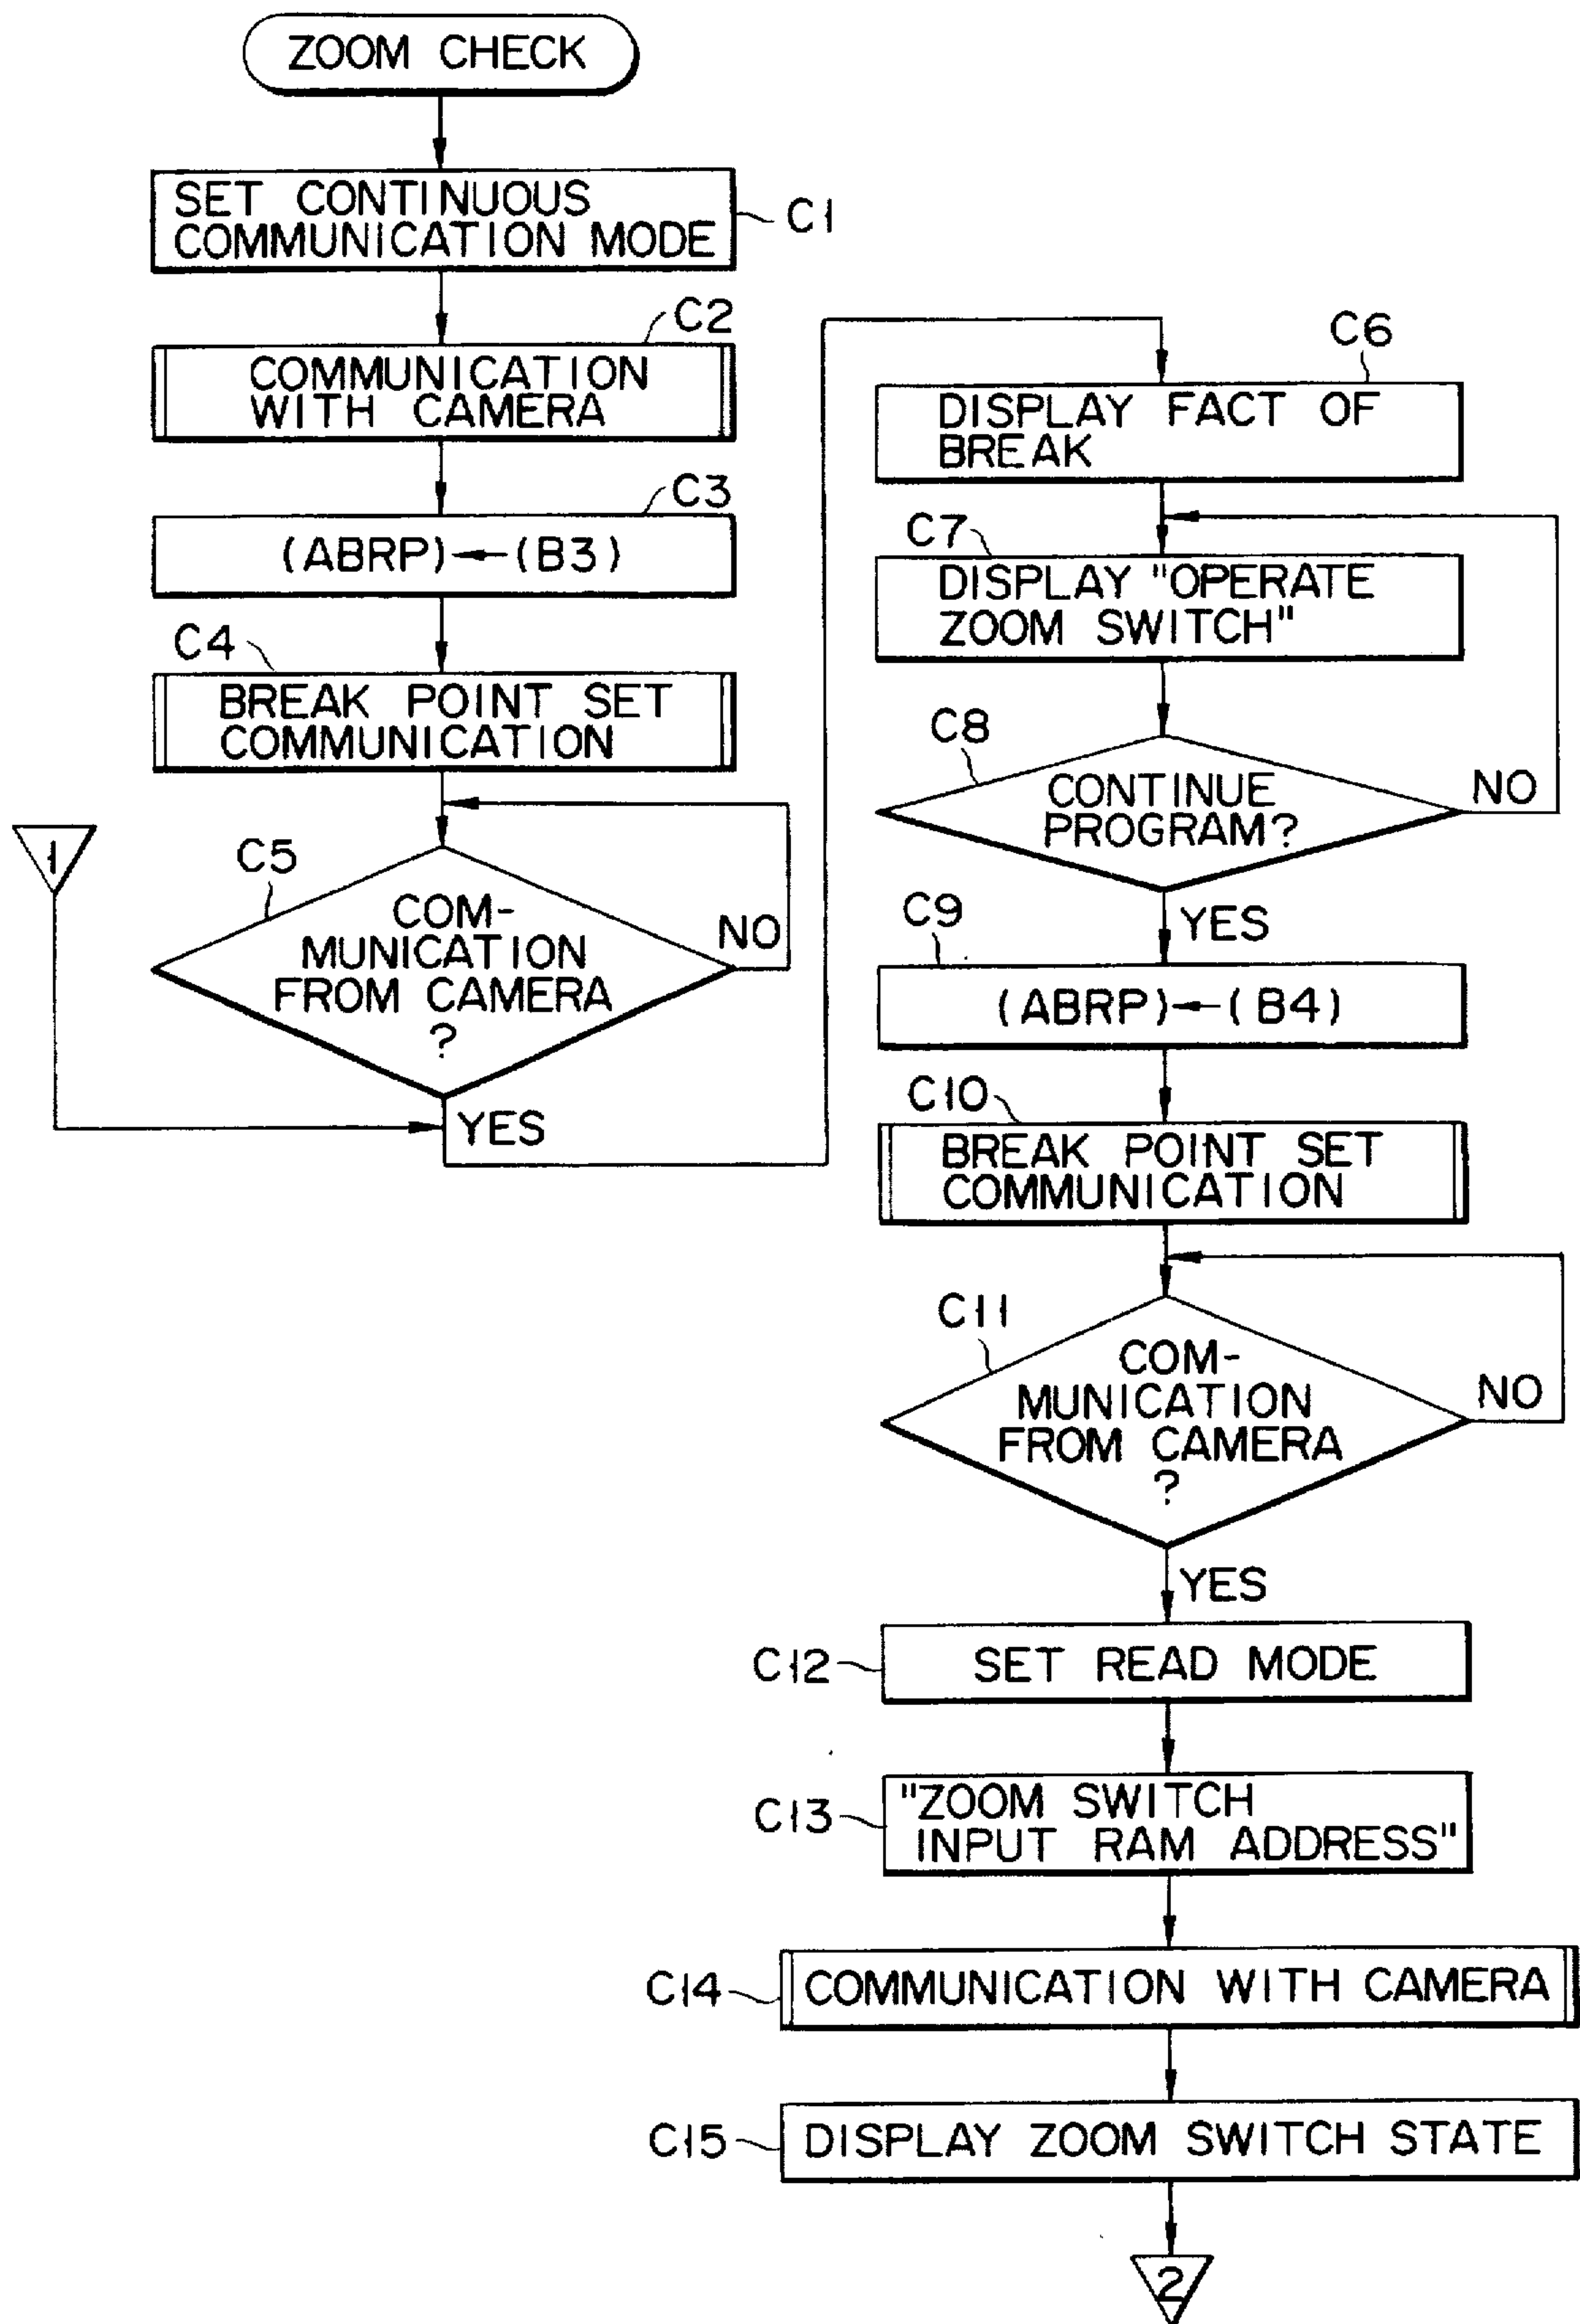 ZOOM CHECK
SET CONTINUOUS
COMMUNICATION MODE
C1
C2
COMMUNICATION
WITH CAMERA
C3
(ABRP)←(B3)
C4
BREAK POINT SET
COMMUNICATION
1
C5
COM-
MUNICATION
FROM CAMERA
?
NO
YES
C6
DISPLAY FACT OF
BREAK
C7
DISPLAY "OPERATE
ZOOM SWITCH"
C8
CONTINUE
PROGRAM?
NO
YES
C9
(ABRP)←(B4)
C10
BREAK POINT SET
COMMUNICATION
C11
COM-
MUNICATION
FROM CAMERA
?
NO
YES
C12
SET READ MODE
C13
"ZOOM SWITCH
INPUT RAM ADDRESS"
C14
COMMUNICATION WITH CAMERA
C15
DISPLAY ZOOM SWITCH STATE
2